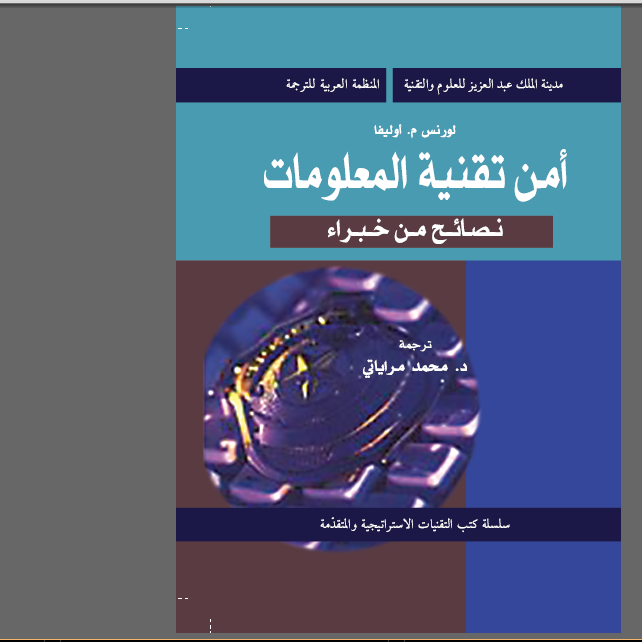 مدينة الملك عبد العزيز للعلوم والتقنية
المنظمة العربية للترجمة
لورنس م. أوليفا
أمن تقنية المعلومات
نصائح من خبراء
ترجمة
د. محمد مراياتي
سلسلة كتب التقنيات الاستراتيجية والمتقدّمة